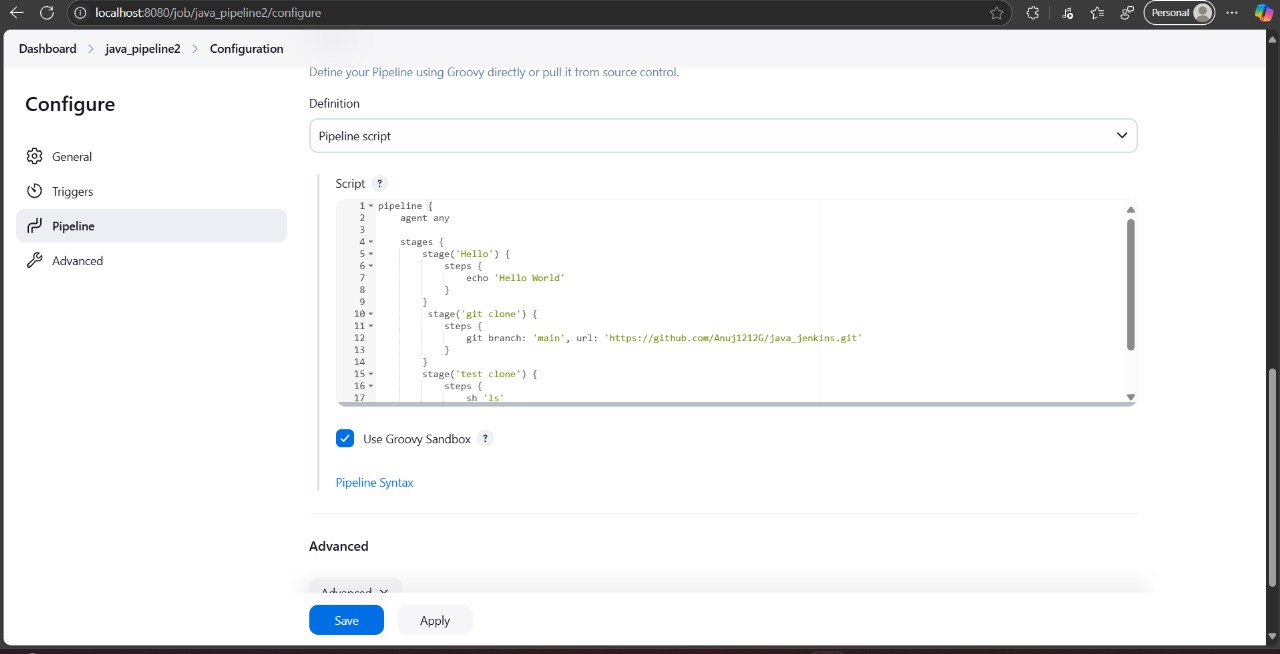 localhost:8080/job/java_pipeline2/configure
Personal
Dashboard > java_pipeline2 > Configuration
Configure
General
Triggers
Pipeline
Advanced
Define your Pipeline using Groovy directly or pull it from source control.
Definition
Pipeline script
Script ?
1 pipeline {
2     agent any
3
4     stages {
5         stage('Hello') {
6             steps {
7                 echo 'Hello World'
8             }
9         }
10         stage('git clone') {
11             steps {
12                 git branch: 'main', url: 'https://github.com/Anuj1212G/java_jenkins.git'
13             }
14         }
15         stage('test clone') {
16             steps {
17                 sh 'ls'
Use Groovy Sandbox ?
Pipeline Syntax
Advanced
Advanced
Save
Apply